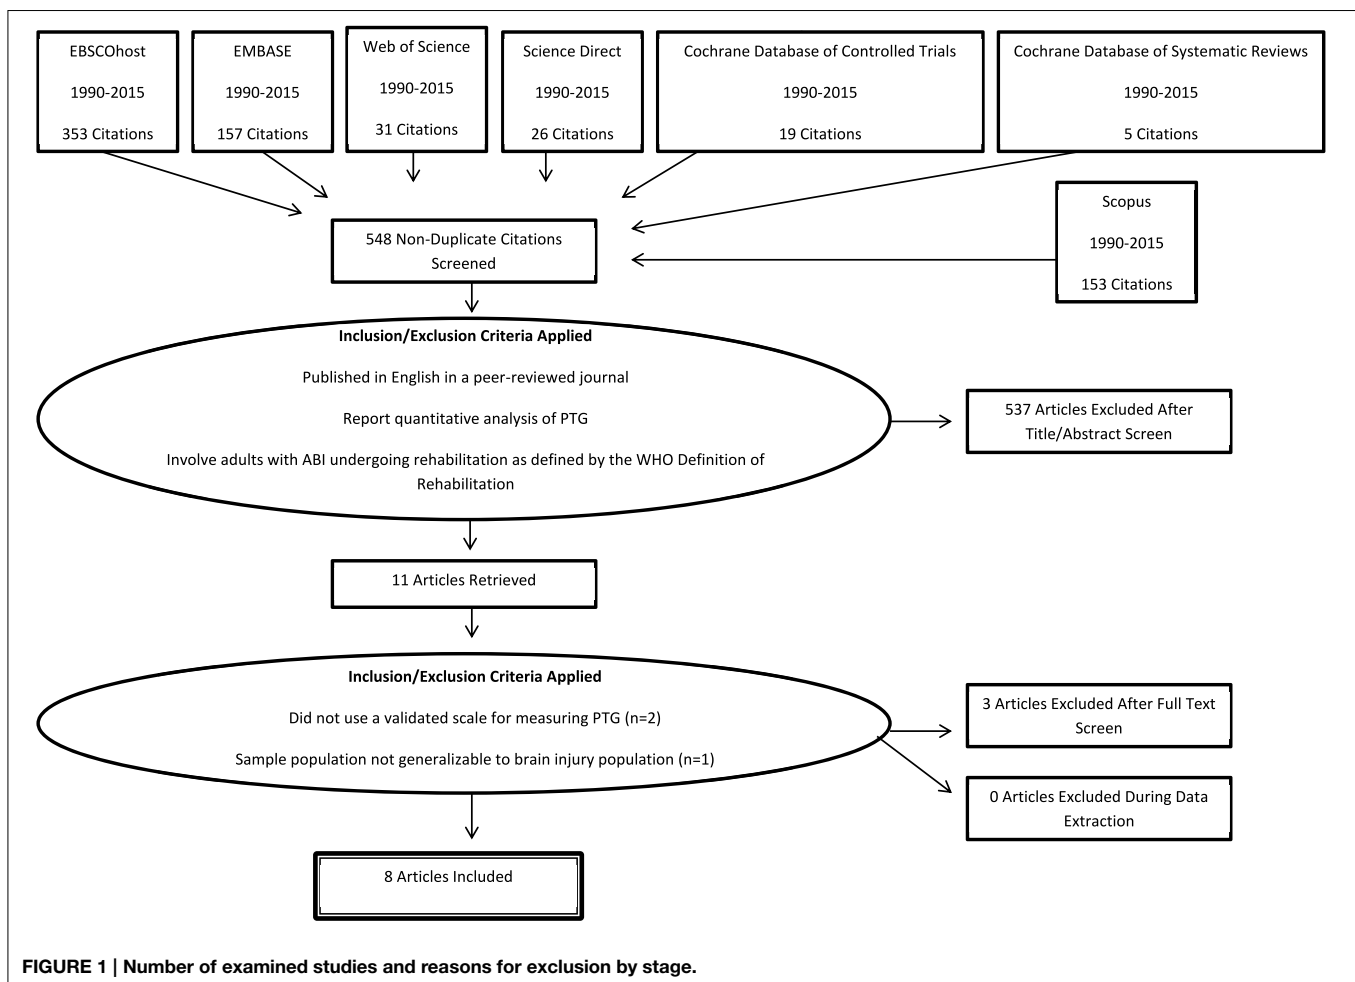 EBSCOhost
1990-2015
353 Citations
EMBASE
1990-2015
157 Citations
Web of Science
1990-2015
31 Citations
Science Direct
1990-2015
26 Citations
Cochrane Database of Controlled Trials
1990-2015
19 Citations
Cochrane Database of Systematic Reviews
1990-2015
5 Citations
Scopus
1990-2015
153 Citations
548 Non-Duplicate Citations
Screened
Inclusion/Exclusion Criteria Applied
Published in English in a peer-reviewed journal
Report quantitative analysis of PTG
Involve adults with ABI undergoing rehabilitation as defined by the WHO Definition of
Rehabilitation
537 Articles Excluded After
Title/Abstract Screen
11 Articles Retrieved
Inclusion/Exclusion Criteria Applied
Did not use a validated scale for measuring PTG (n=2)
Sample population not generalizable to brain injury population (n=1)
3 Articles Excluded After Full Text
Screen
0 Articles Excluded During Data
Extraction
8 Articles Included
FIGURE 1 | Number of examined studies and reasons for exclusion by stage.